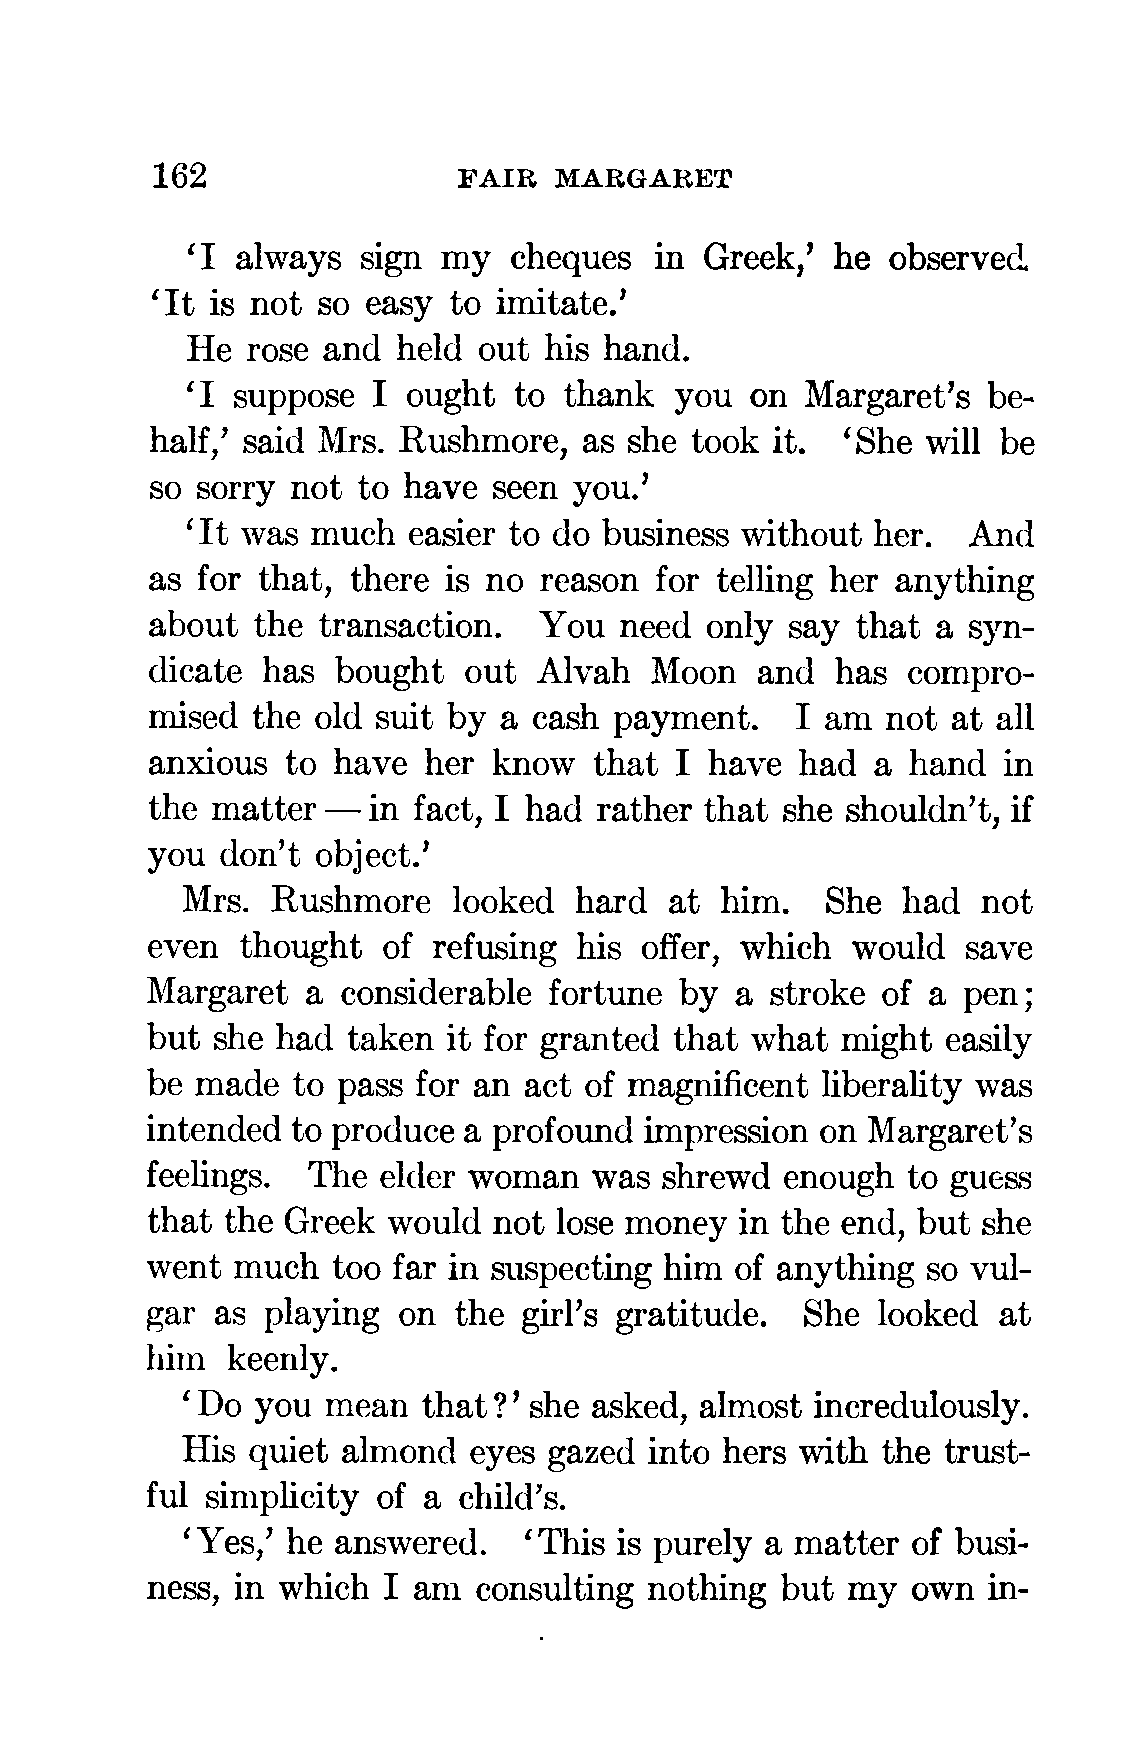 162 FAIR MARGARET
‘I always sign my cheques in Greek,’ he observed
‘It is not so easy to imitate.’
He rose and held out his hand.
‘I suppose I ought to thank you on Margaret’s be-
half,’ said Mrs. Rushmore, as she took it. ‘She will be
so sorry not to have seen you.’
‘It was much easier to do business without her. And
as for that, there is no reason for telling her anything
about the transaction. You need only say that a syn-
dicate has bought out Alvah Moon and has compro-
mised the old suit by a cash payment. I am not at all
anxious to have her know that I have had a hand in
the matter — in fact, I had rather that she shouldn’t, if
you don’t object.’
Mrs. Rushmore looked hard at him. She had not
even thought of refusing his offer, which would save
Margaret a considerable fortune by a stroke of a pen;
but she had taken it for granted that what might easily
be made to pass for an act of magnificent liberality was
intended to produce a profound impression on Margaret’s
feelings. The elder woman was shrewd enough to guess
that the Greek would not lose money in the end, but she
went much too far in suspecting him of anything so vul-
gar as playing on the girl’s gratitude. She looked at
him keenly.
‘Do you mean that?’ she asked, almost incredulously.
His quiet almond eyes gazed into hers with the trust-
ful simplicity of a child’s.
‘Yes,’ he answered. ‘This is purely a matter of busi-
ness, in which I am consulting nothing but my own in-